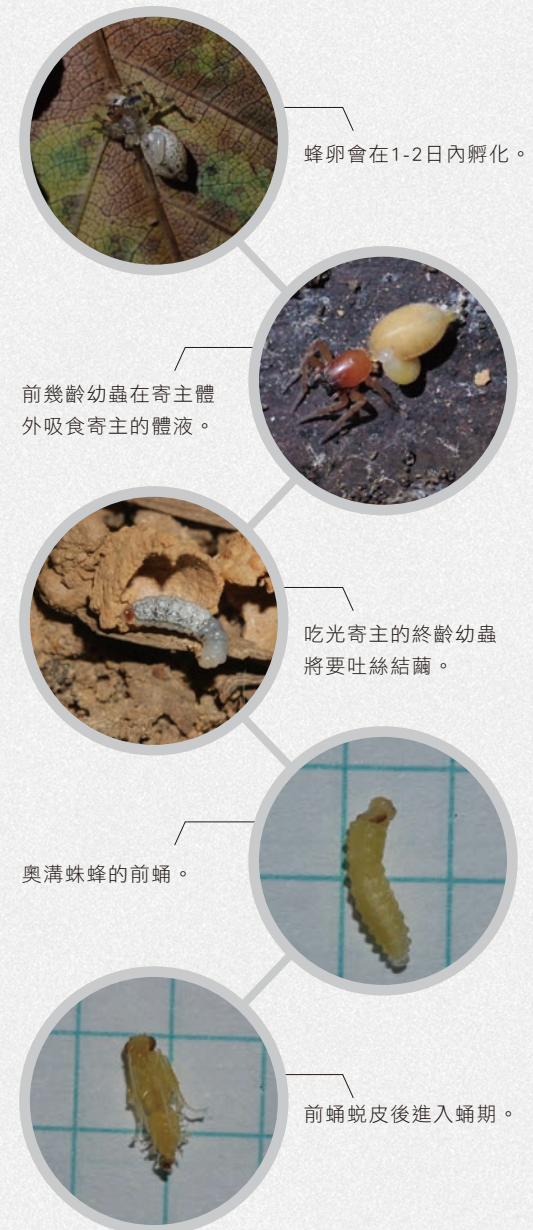 蜂卵會在1-2日內孵化。
前幾齡幼蟲在寄主體
外吸食寄主的體液。
吃光寄主的終齡幼蟲
將要吐絲結繭。
奧溝蛛蜂的前蛹。
前蛹蛻皮後進入蛹期。